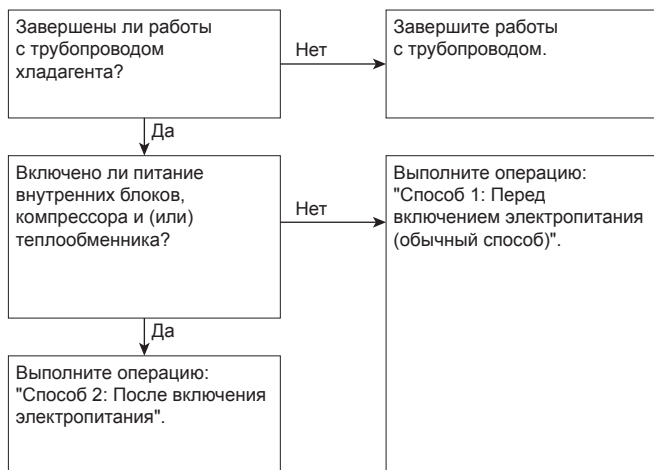 Завершены ли работы
с трубопроводом
хладагента?
Нет
Завершите работы
с трубопроводом.
Да
Включено ли питание
внутренних блоков,
компрессора и (или)
теплообменника?
Нет
Выполните операцию:
"Способ 1: Перед
включением электропитания
(обычный способ)".
Да
Выполните операцию:
"Способ 2: После включения
электропитания".